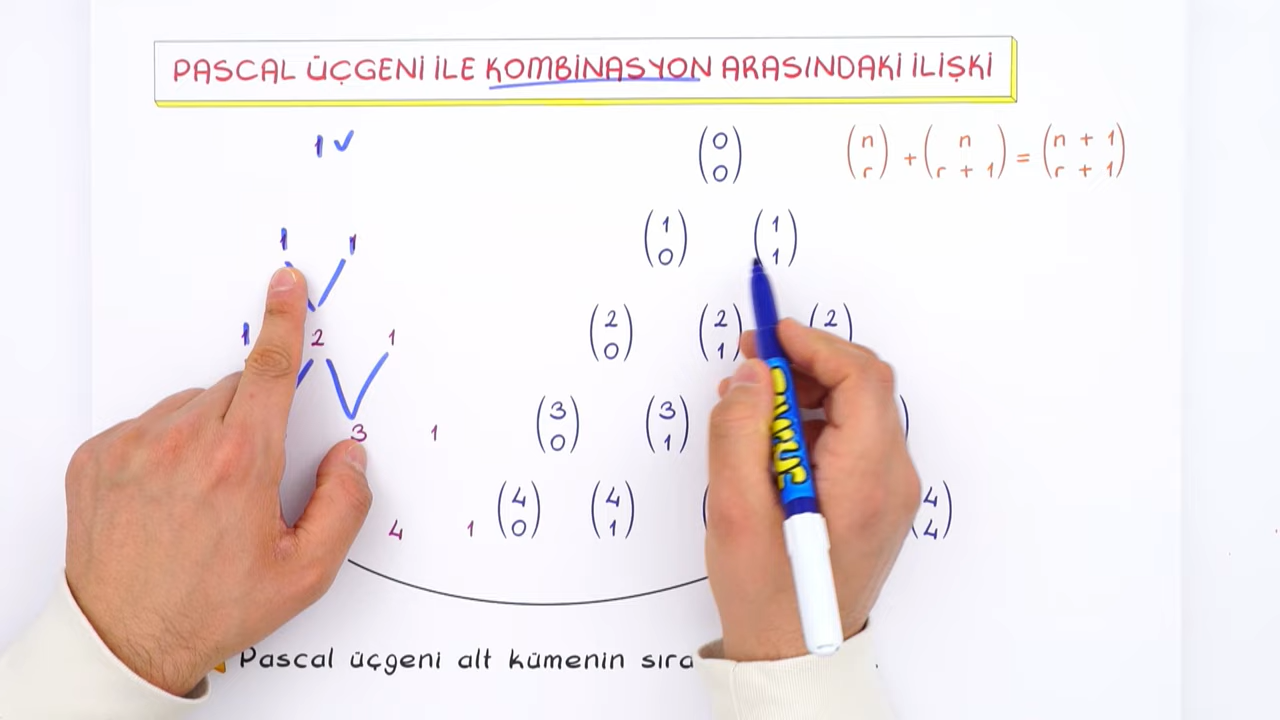 PASCAL ÜÇGENİ İLE KOMBİNASYON ARASINDAKİ İLİŞKİ
1 ✓
(0 0)
(n r) + (n r + 1) = (n + 1 r + 1)
1 1
(1 0) (1 1)
1 2 1
(2 0) (2 1) (2
3 1
(3 0) (3 1)
4 1
(4 0) (4 1) 4 4)
Pascal üçgeni alt kümenin sıra